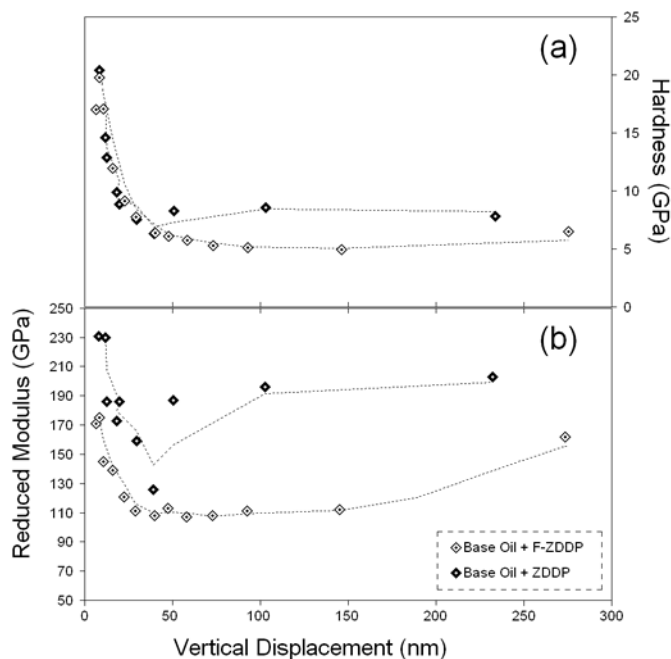 25
(a)
20
15
10
5
0
Hardness (GPa)
250
(b)
230
210
190
170
150
130
110
90
70
50
Reduced Modulus (GPa)
Base Oil + F-ZDDP
Base Oil + ZDDP
0 50 100 150 200 250 300
Vertical Displacement (nm)